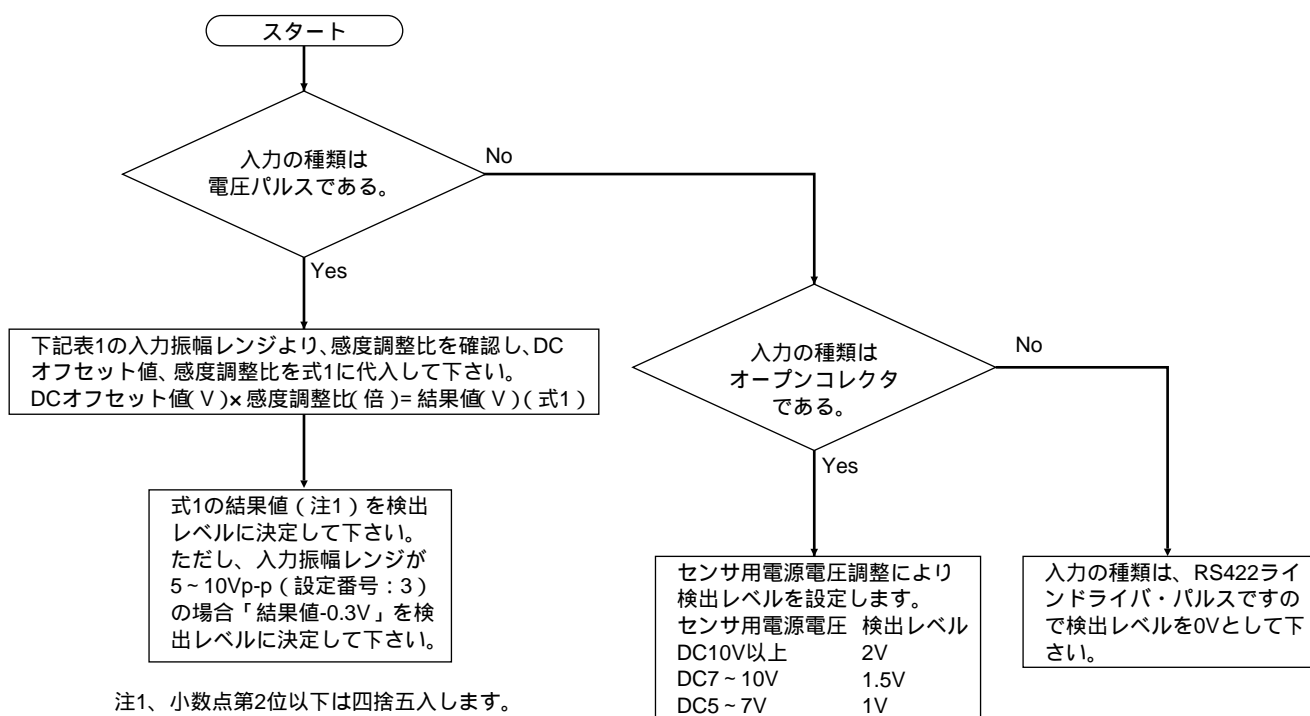 スタート
入力の種類は
電圧パルスである。
No
Yes
下記表1の入力振幅レンジより、感度調整比を確認し、DC
オフセット値、感度調整比を式1に代入して下さい。
DCオフセット値(V)×感度調整比(倍)=結果値(V)(式1)
式1の結果値(注1)を検出
レベルに決定して下さい。
ただし、入力振幅レンジが
5~10Vp-p(設定番号:3)
の場合「結果値-0.3V」を検
出レベルに決定して下さい。
注1、小数点第2位以下は四捨五入します。
入力の種類は
オープンコレクタ
である。
No
Yes
センサ用電源電圧調整により
検出レベルを設定します。
センサ用電源電圧 検出レベル
DC10V以上 2V
DC7~10V 1.5V
DC5~7V 1V
入力の種類は、RS422ライ
ンドライバ・パルスですの
で検出レベルを0Vとして下
さい。